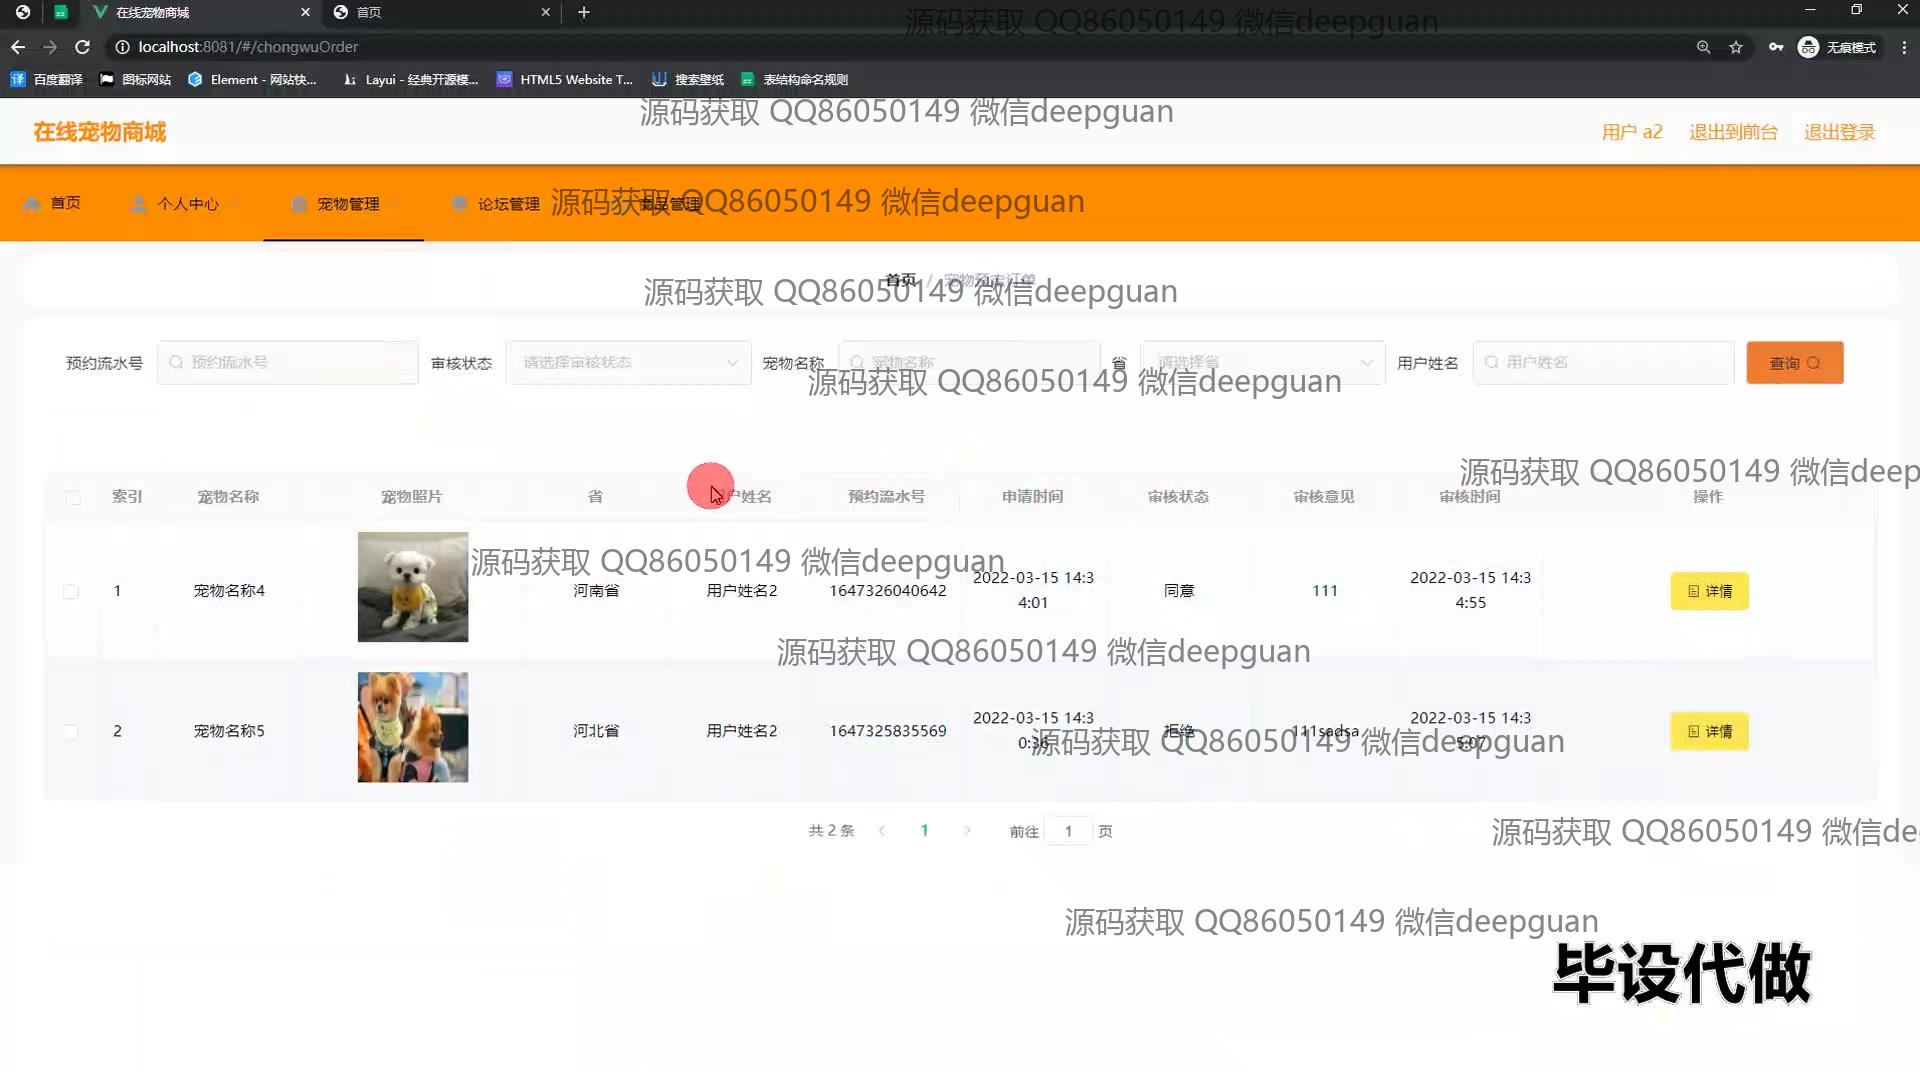 在线宠物商城
首页
源码获取 QQ86050149 微信deepguan
localhost:8081/#/chongwuOrder
无痕模式
百度翻译 图标网站 Element - 网站快... Layui - 经典开源模... HTML5 Website T... 搜索壁纸 表结构命名规则
源码获取 QQ86050149 微信deepguan
在线宠物商城 用户 a2 退出到前台 退出登录
首页 个人中心 宠物管理 论坛管理 商品管理
源码获取 QQ86050149 微信deepguan
首页 / 宠物预约订单
源码获取 QQ86050149 微信deepguan
预约流水号 预约流水号 审核状态 请选择审核状态 宠物名称 宠物名称 省 请选择省 用户姓名 用户姓名 查询
源码获取 QQ86050149 微信deepguan
源码获取 QQ86050149 微信deep
索引 宠物名称 宠物照片 省 用户姓名 预约流水号 申请时间 审核状态 审核意见 审核时间 操作
源码获取 QQ86050149 微信deepguan
1 宠物名称4 河南省 用户姓名2 1647326040642 2022-03-15 14:3
4:01 同意 111 2022-03-15 14:3
4:55 详情
源码获取 QQ86050149 微信deepguan
2 宠物名称5 河北省 用户姓名2 1647325835569 2022-03-15 14:3
0:36 拒绝 111sadsa 2022-03-15 14:3
5:07 详情
源码获取 QQ86050149 微信deepguan
共 2 条 1 前往 1 页
源码获取 QQ86050149 微信de
源码获取 QQ86050149 微信deepguan
毕设代做